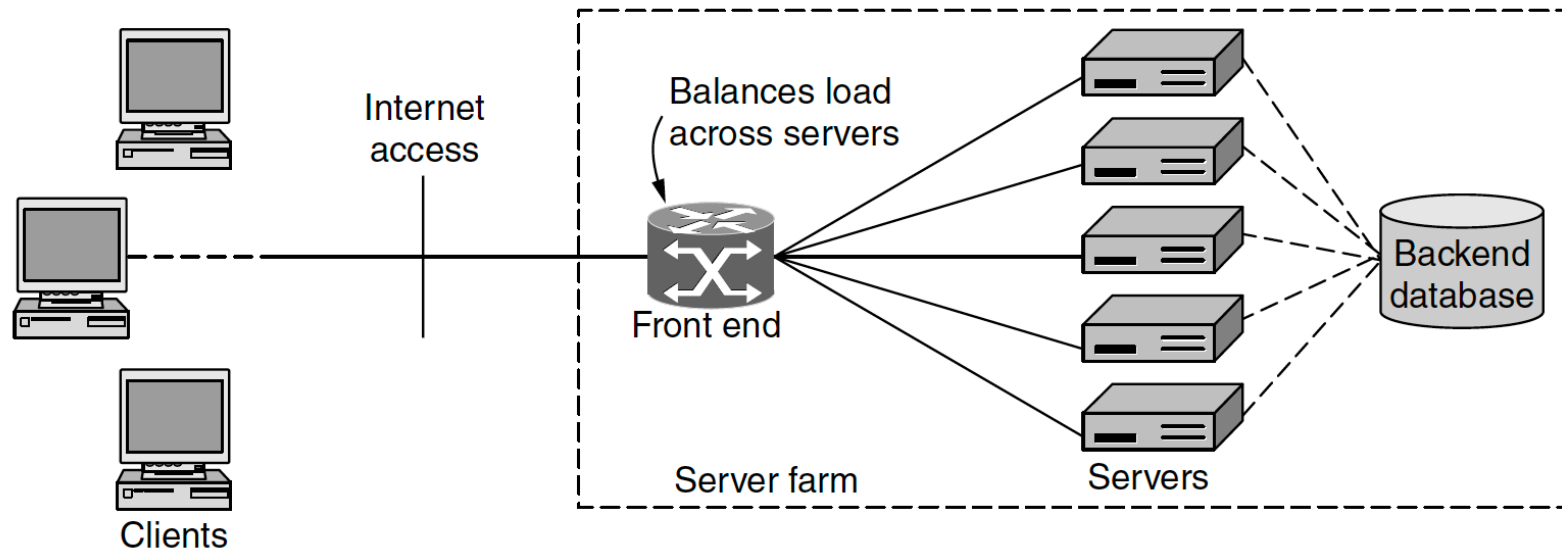 Internet
access
Balances load
across servers
Front end
Backend
database
Server farm
Servers
Clients